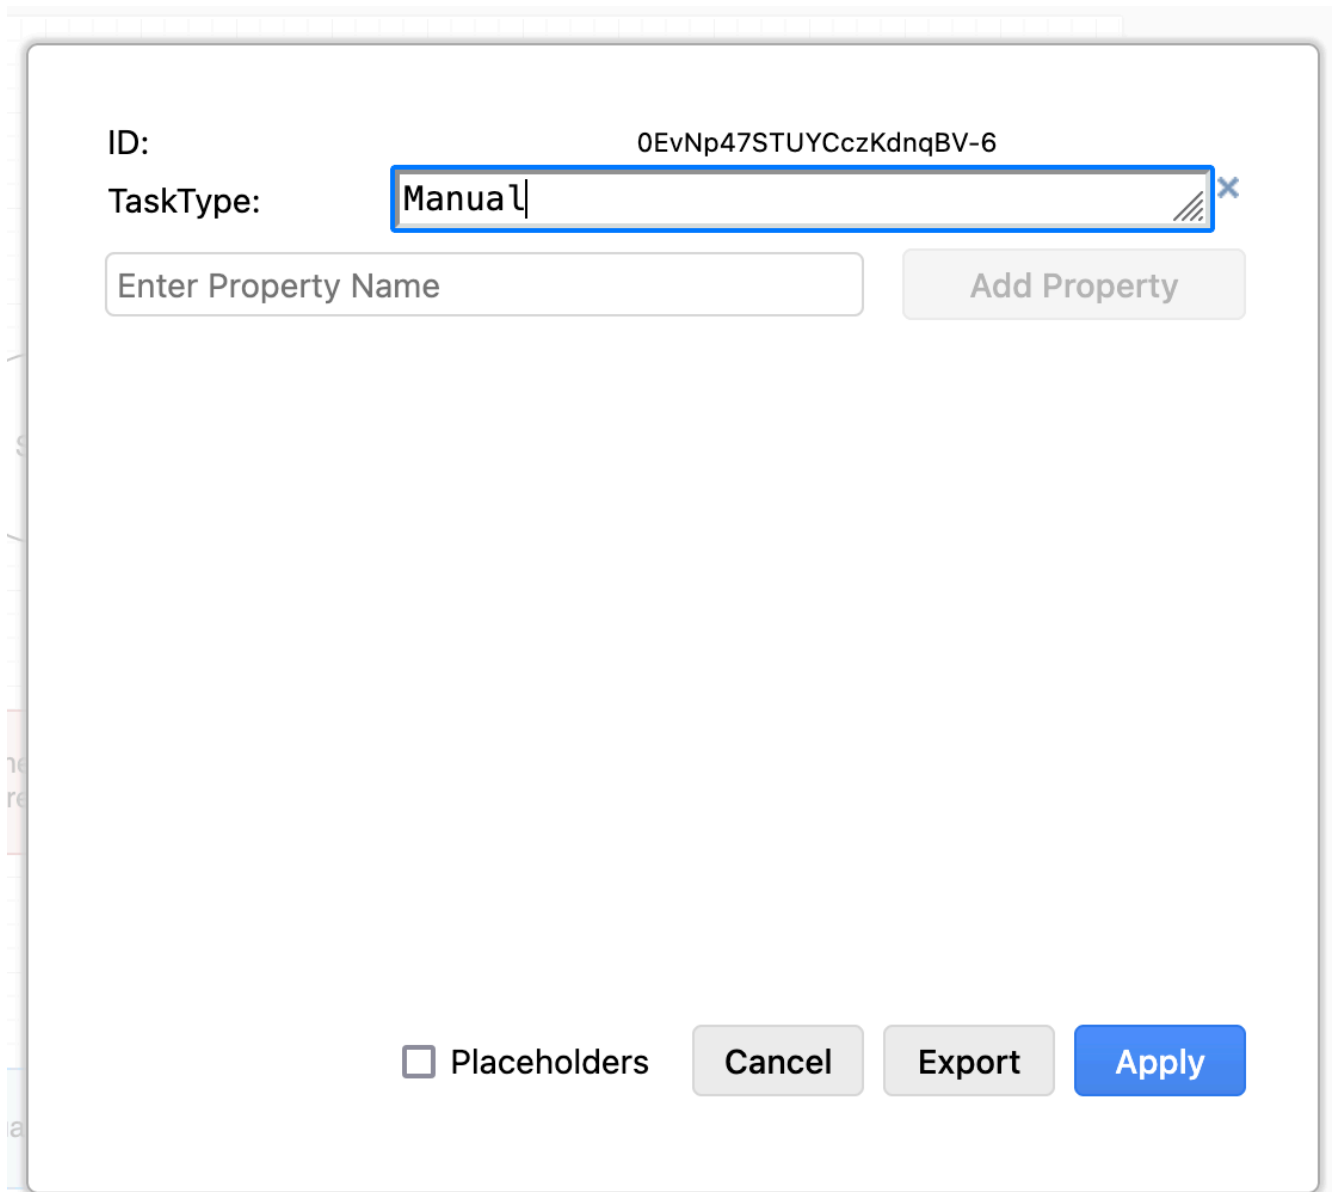 ID: 0EvNp47STUYCczKdnqBV-6
TaskType: Manual
Enter Property Name Add Property
Placeholders Cancel Export Apply